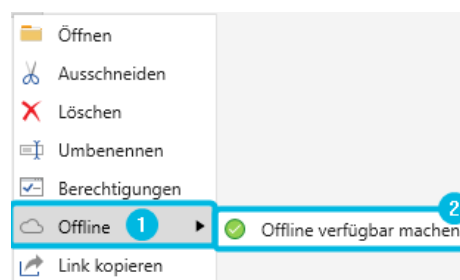 Öffnen
Ausschneiden
Löschen
Umbenennen
Berechtigungen
Offline 1
2
Offline verfügbar machen
Link kopieren